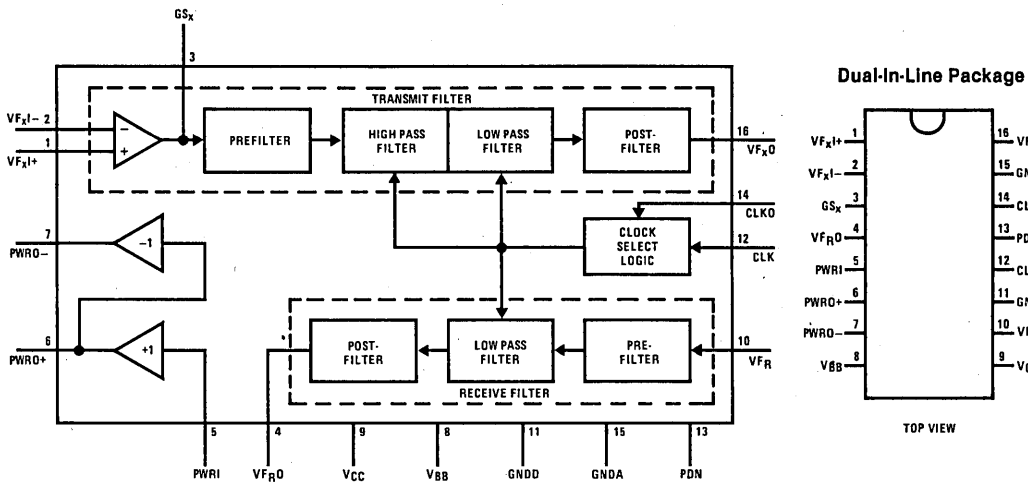 GSx
3
TRANSMIT FILTER
VFxI− 2
1
VFxI+
−
+
PREFILTER
HIGH PASS
FILTER
LOW PASS
FILTER
POST-
FILTER
16
VFxO
14
CLKO
CLOCK
SELECT
LOGIC
12
CLK
7
PWRO−
−1
6
PWRO+
+1
POST-
FILTER
LOW PASS
FILTER
PRE-
FILTER
10
VFR
RECEIVE FILTER
5
4
9
8
11
15
13
PWRI
VFRO
VCC
VBB
GNDD
GNDA
PDN
Dual-In-Line Package
VFxI+ 1
VFxI− 2
GSx 3
VFRO 4
PWRI 5
PWRO+ 6
PWRO− 7
VBB 8
16
15
14
13
12
11
10
9
TOP VIEW